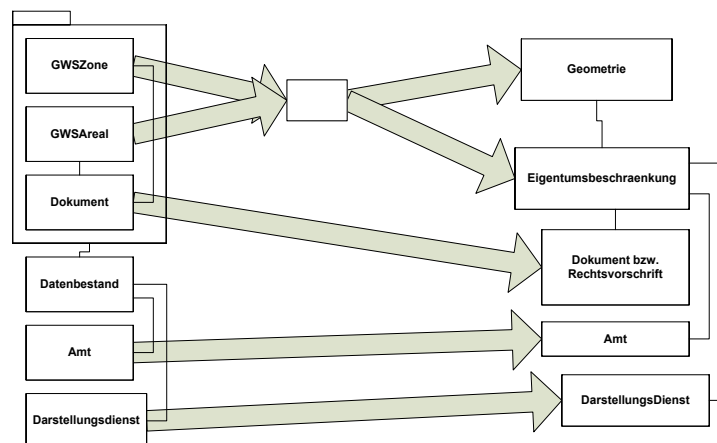 GWSZone
GWSAreal
Dokument
Datenbestand
Amt
Darstellungsdienst
Geometrie
Eigentumsbeschraenkung
Dokument bzw.
Rechtsvorschrift
Amt
DarstellungsDienst